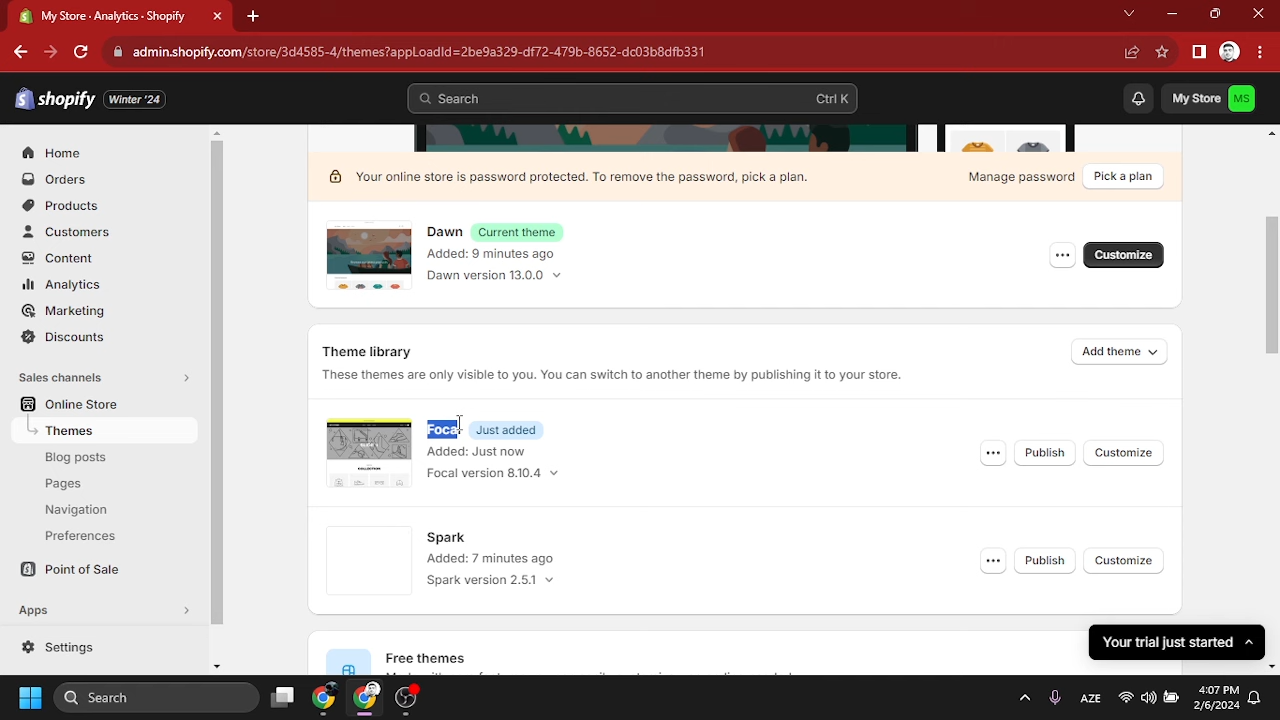 My Store · Analytics · Shopify
admin.shopify.com/store/3d4585-4/themes?appLoadId=2be9a329-df72-479b-8652-dc03b8dfb331
shopify Winter '24 Search Ctrl K My Store MS
Home
Orders
Products
Customers
Content
Analytics
Marketing
Discounts
Sales channels
Online Store
Themes
Blog posts
Pages
Navigation
Preferences
Point of Sale
Apps
Settings
Your online store is password protected. To remove the password, pick a plan. Manage password Pick a plan
Dawn Current theme
Added: 9 minutes ago
Customize
Dawn version 13.0.0
Theme library
Add theme
These themes are only visible to you. You can switch to another theme by publishing it to your store.
Focal Just added
Added: Just now
Publish Customize
Focal version 8.10.4
Spark
Added: 7 minutes ago
Publish Customize
Spark version 2.5.1
Free themes
Your trial just started
Search AZE 4:07 PM
2/6/2024